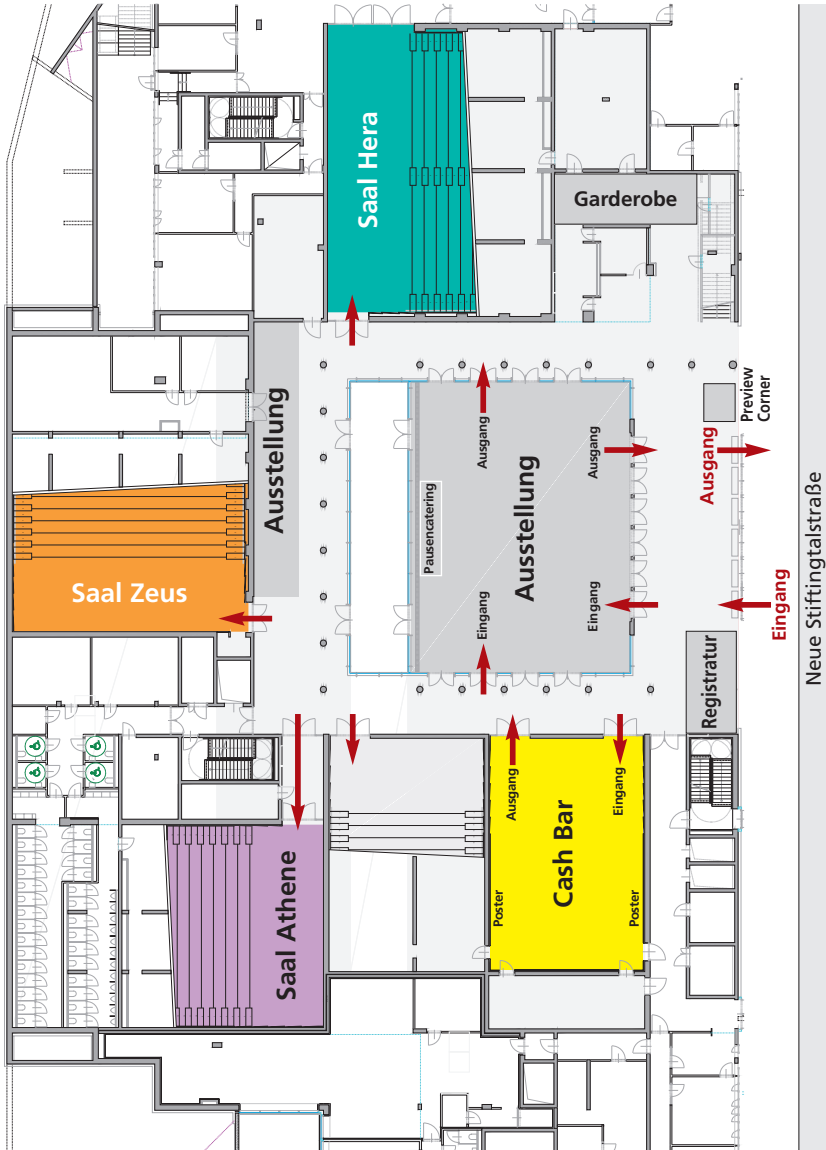 Saal Hera
Garderobe
Ausstellung
Preview
Corner
Ausgang
Ausgang
Ausgang
Pausencatering
Ausstellung
Saal Zeus
Eingang
Eingang
Eingang
Neue Stiftingtalstraße
Registratur
Ausgang
Eingang
Cash Bar
Poster
Poster
Saal Athene